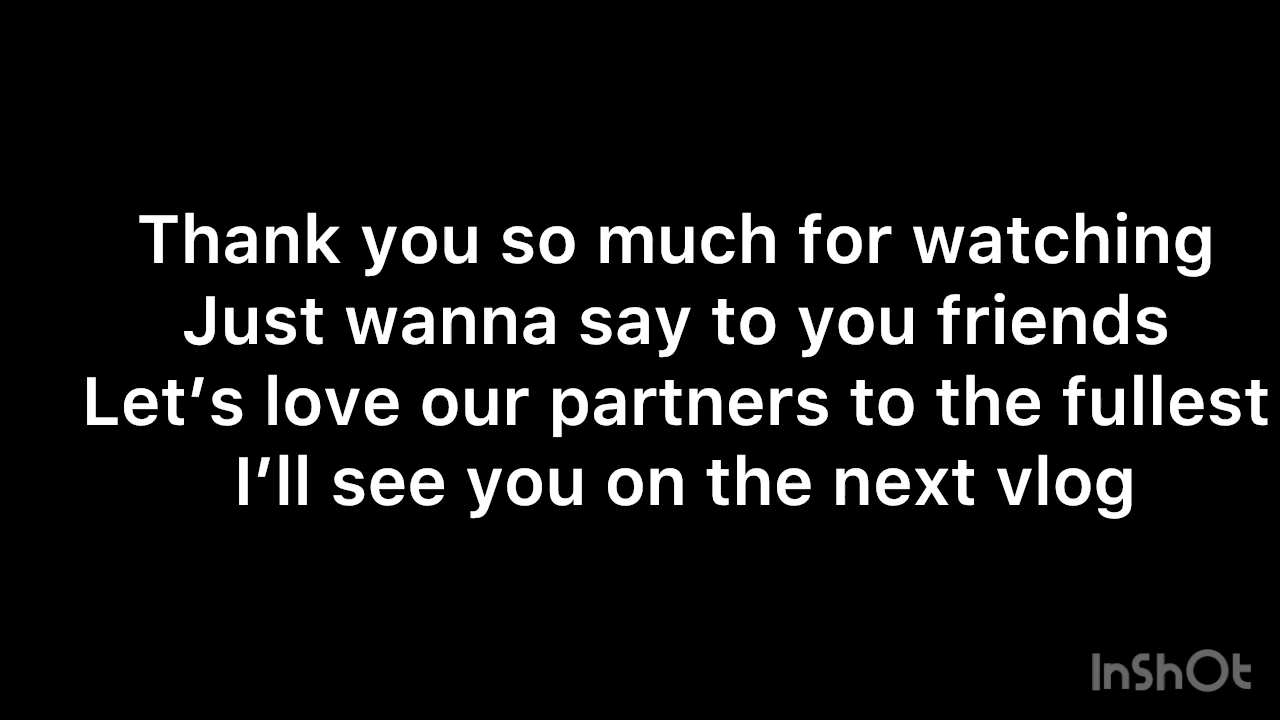 Thank you so much for watching
Just wanna say to you friends
Let’s love our partners to the fullest
I’ll see you on the next vlog
InShOt